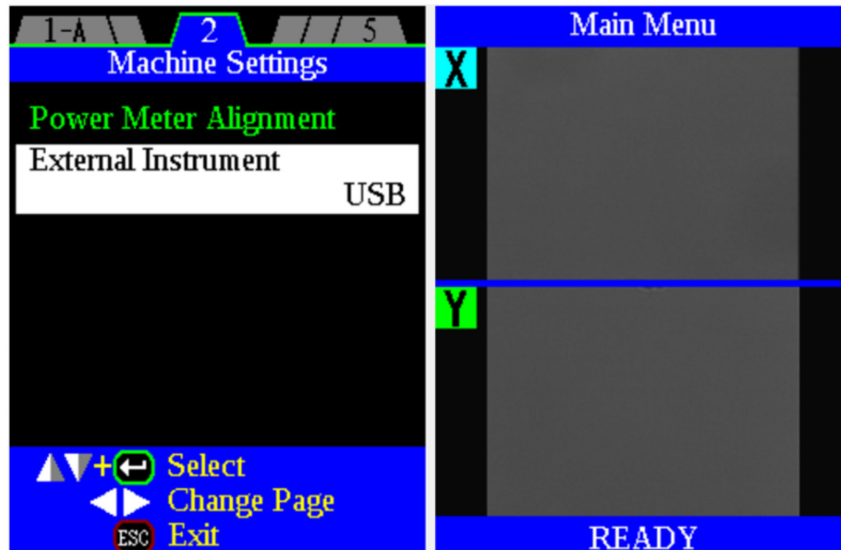 1-A 2 5
Machine Settings
Power Meter Alignment
External Instrument
USB
+ Select
Change Page
ESC Exit
Main Menu
X
Y
READY